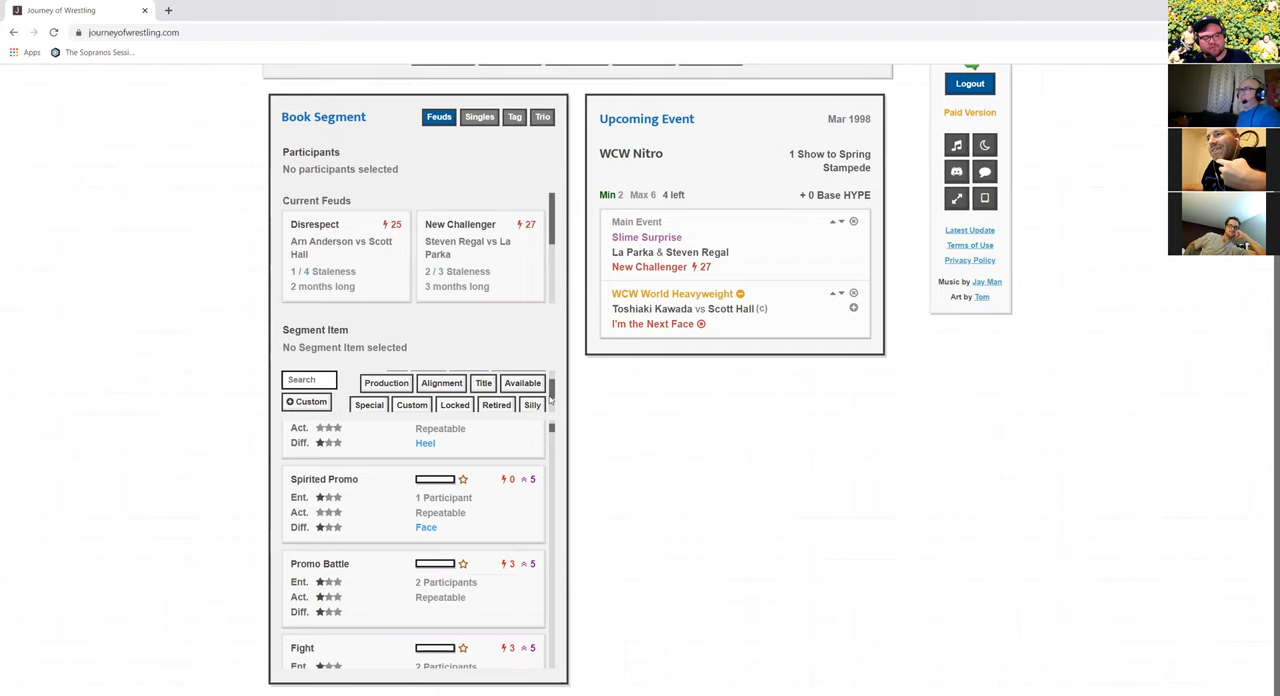 Journey of Wrestling
journeyofwrestling.com
Apps
The Sopranos Sessi...
Book Segment
Feuds
Singles
Tag
Trio
Participants
No participants selected
Current Feuds
Disrespect 25
Arn Anderson vs Scott
Hall
1 / 4 Staleness
2 months long
New Challenger 27
Steven Regal vs La
Parka
2 / 3 Staleness
3 months long
Segment Item
No Segment Item selected
Search
Custom
Production
Alignment
Title
Available
Special
Custom
Locked
Retired
Silly
Act. Repeatable
Diff. Heel
Spirited Promo 0 5
Ent. 1 Participant
Act. Repeatable
Diff. Face
Promo Battle 3 5
Ent. 2 Participants
Act. Repeatable
Diff.
Fight 3 5
Ent. 2 Participants
Upcoming Event
Mar 1998
WCW Nitro
1 Show to Spring
Stampede
Min 2 Max 6 4 left
+ 0 Base HYPE
Main Event
Slime Surprise
La Parka & Steven Regal
New Challenger 27
WCW World Heavyweight
Toshiaki Kawada vs Scott Hall (c)
I'm the Next Face
Logout
Paid Version
Latest Update
Terms of Use
Privacy Policy
Music by Jay Man
Art by Tom